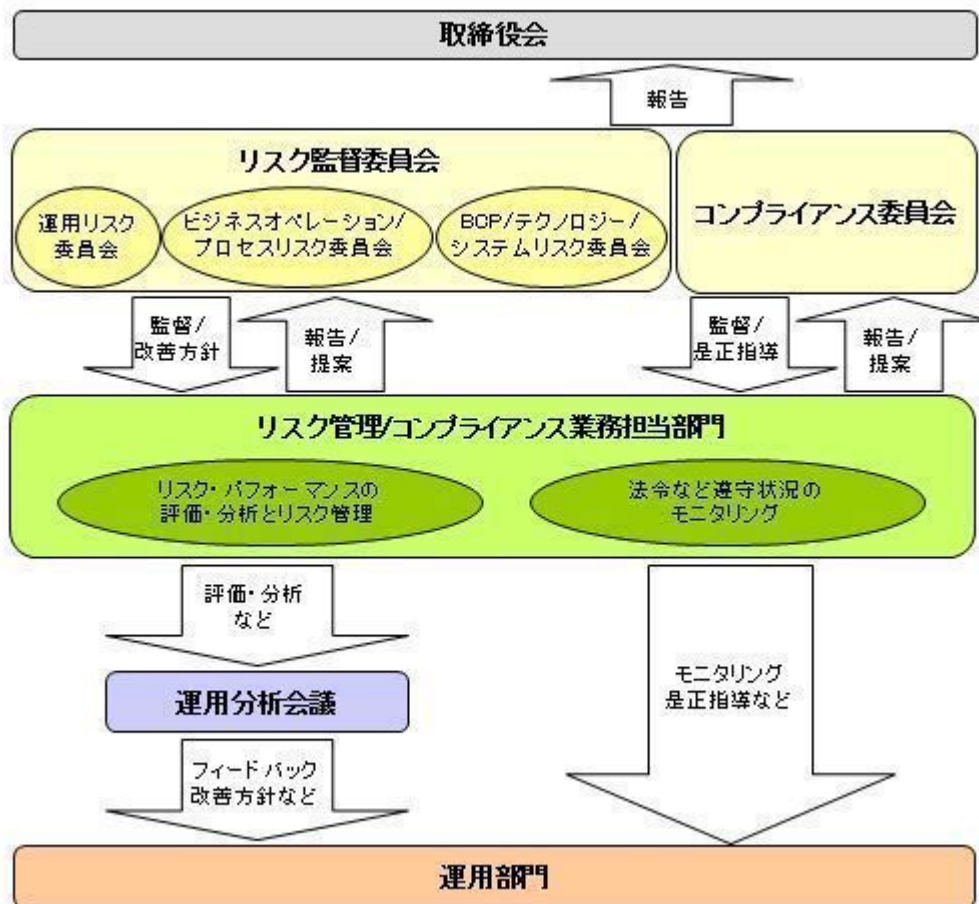 取締役会
報告
リスク監督委員会
運用リスク
委員会
ビジネスオペレーション/
プロセスリスク委員会
BCP/テクノロジー/
システムリスク委員会
コンプライアンス委員会
監督/
改善方針
報告/
提案
監督/
是正指導
報告/
提案
リスク管理/コンプライアンス業務担当部門
リスク・パフォーマンスの
評価・分析とリスク管理
法令など遵守状況の
モニタリング
評価・分析
など
運用分析会議
モニタリング
是正指導など
フィードバック
改善方針など
運用部門